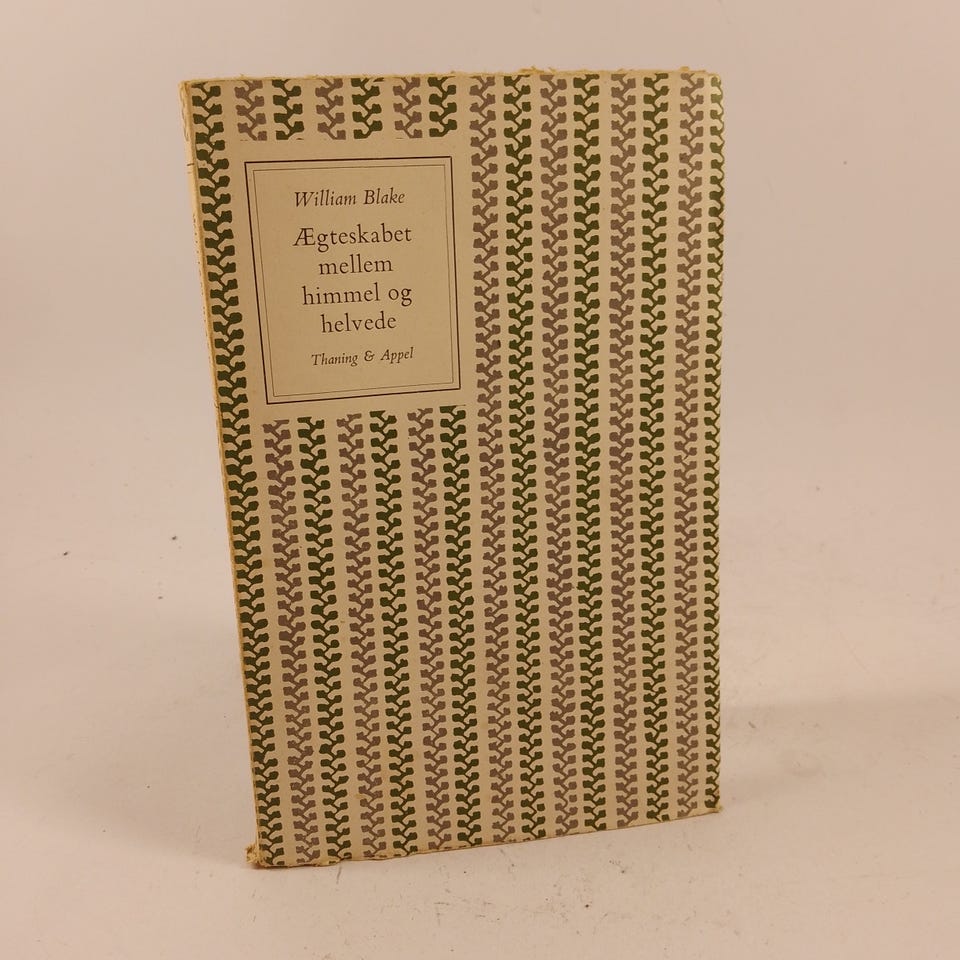 William Blake
Ægteskabet
mellem
himmel og
helvede
Thaning & Appel